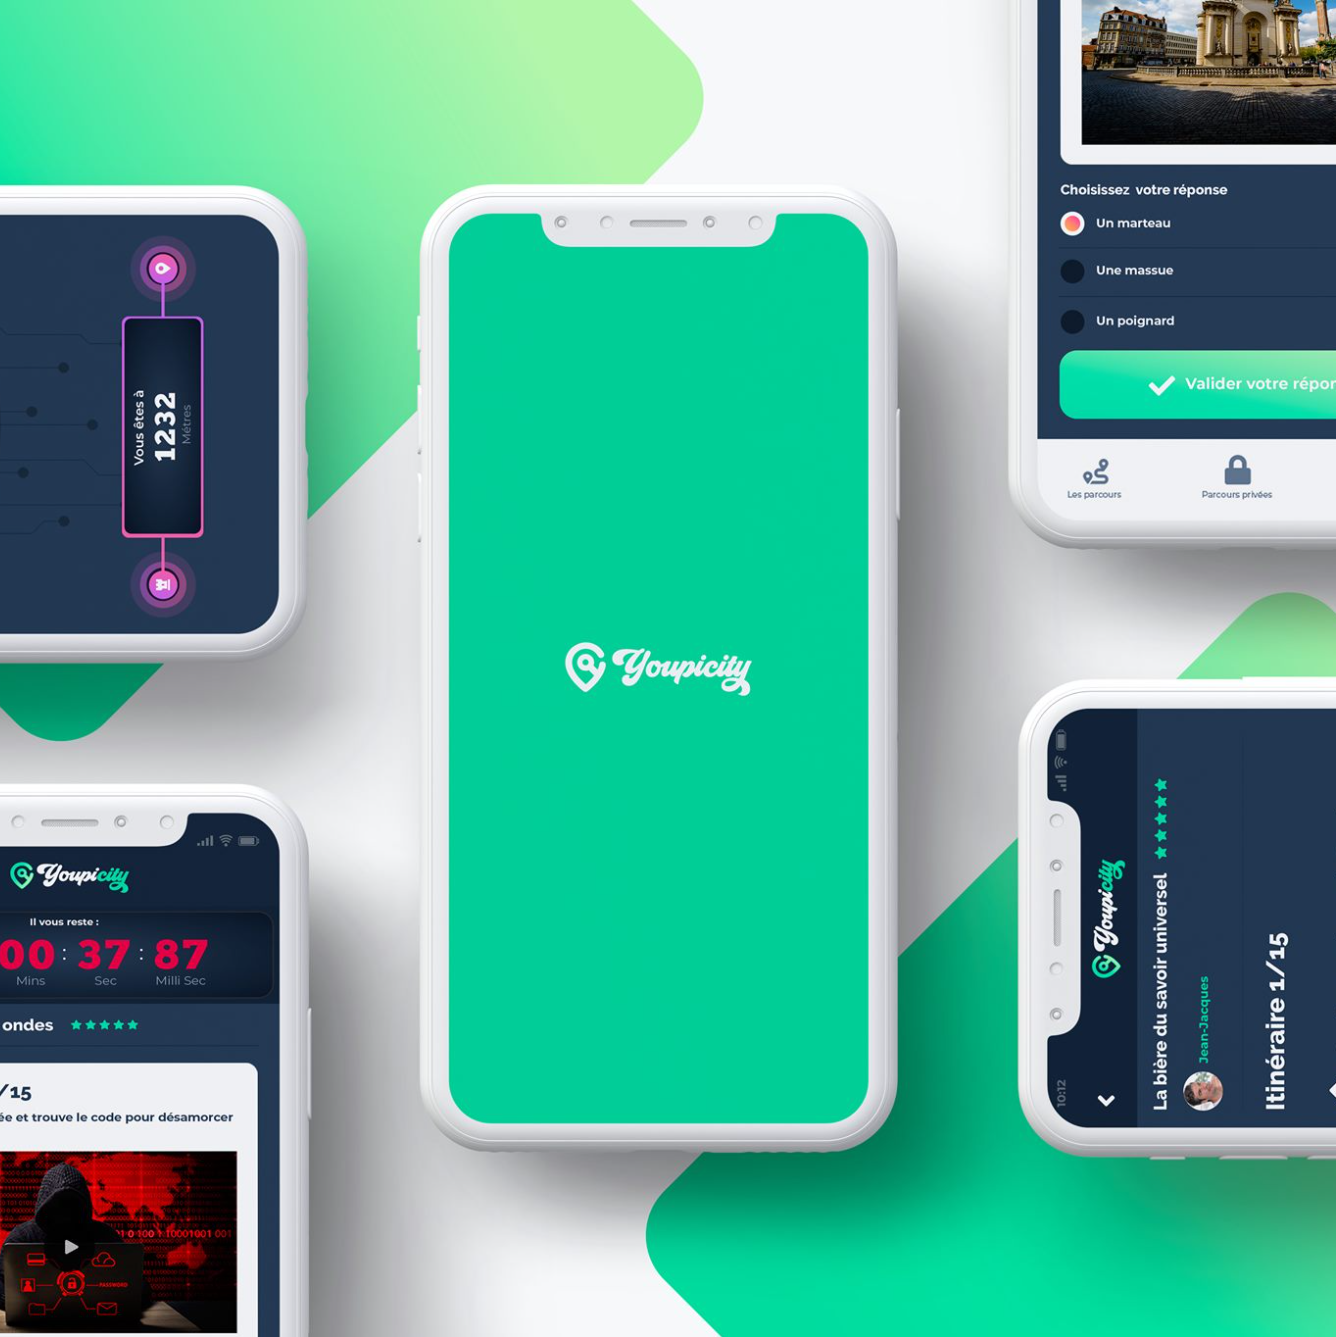 Choisissez votre réponse
Un marteau
Une massue
Un poignard
Valider votre répon
Les parcours
Parcours privées
Vous êtes à
1232
Mètres
Youpicity
Youpicity
Il vous reste :
00 : 37 : 87
Mins Sec Milli Sec
ondes
/15
ée et trouve le code pour désamorcer
PASSWORD
10:12
Youpicity
La bière du savoir universel
Jean-Jacques
Itinéraire 1/15